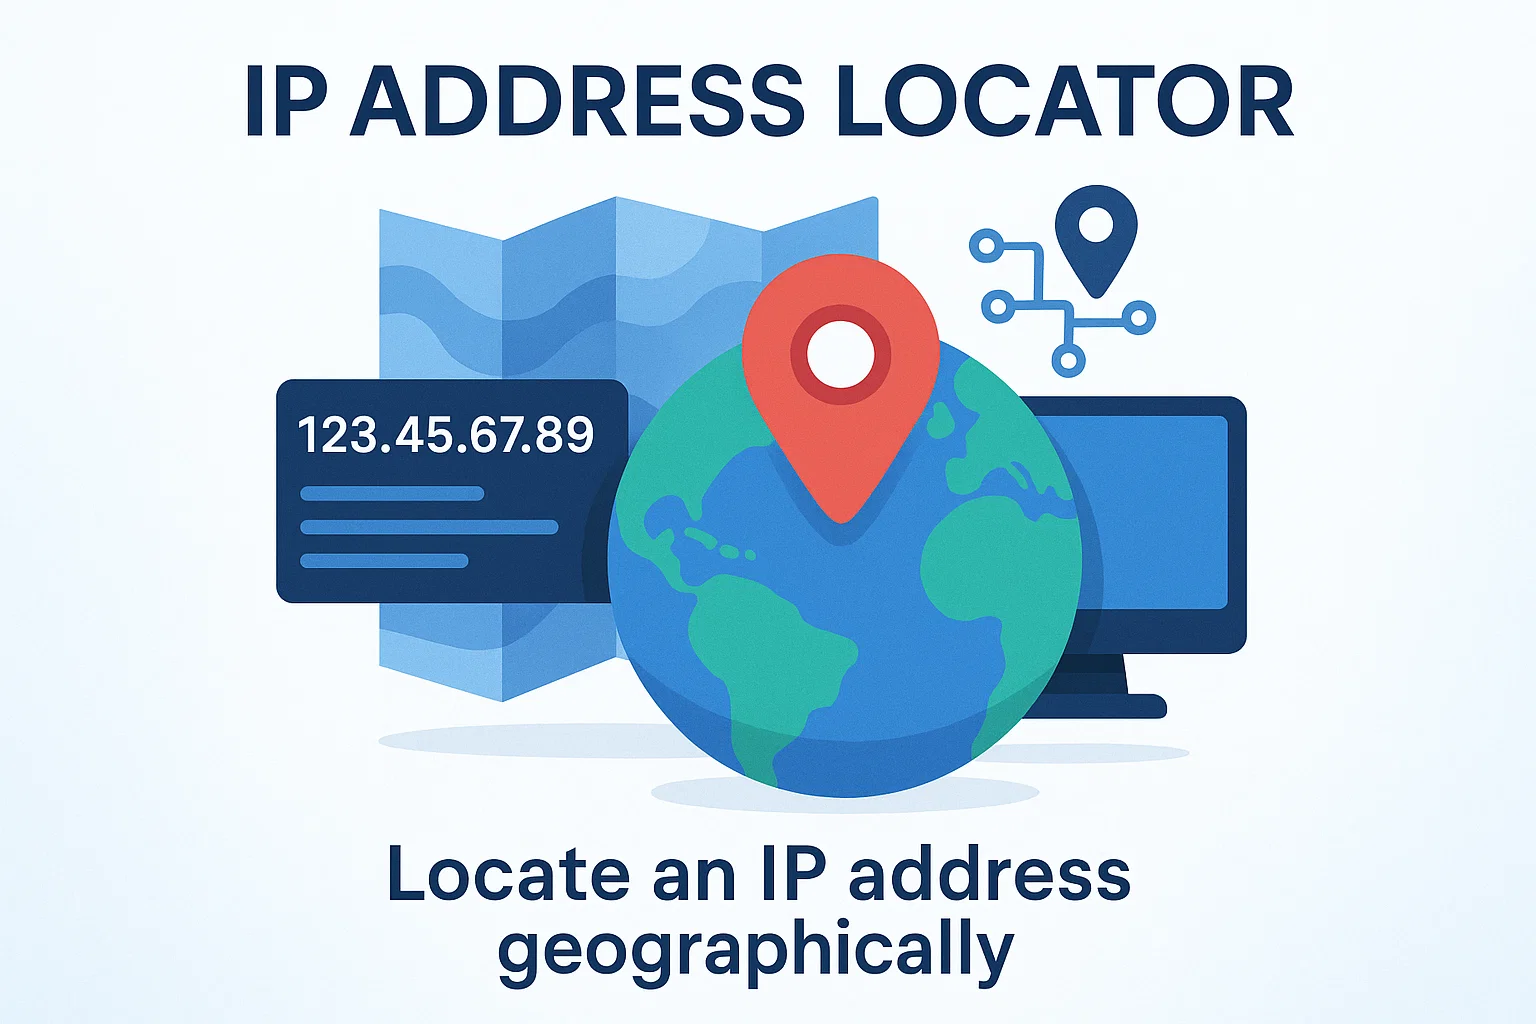 IP ADDRESS LOCATOR
123.45.67.89
Locate an IP address
geographically